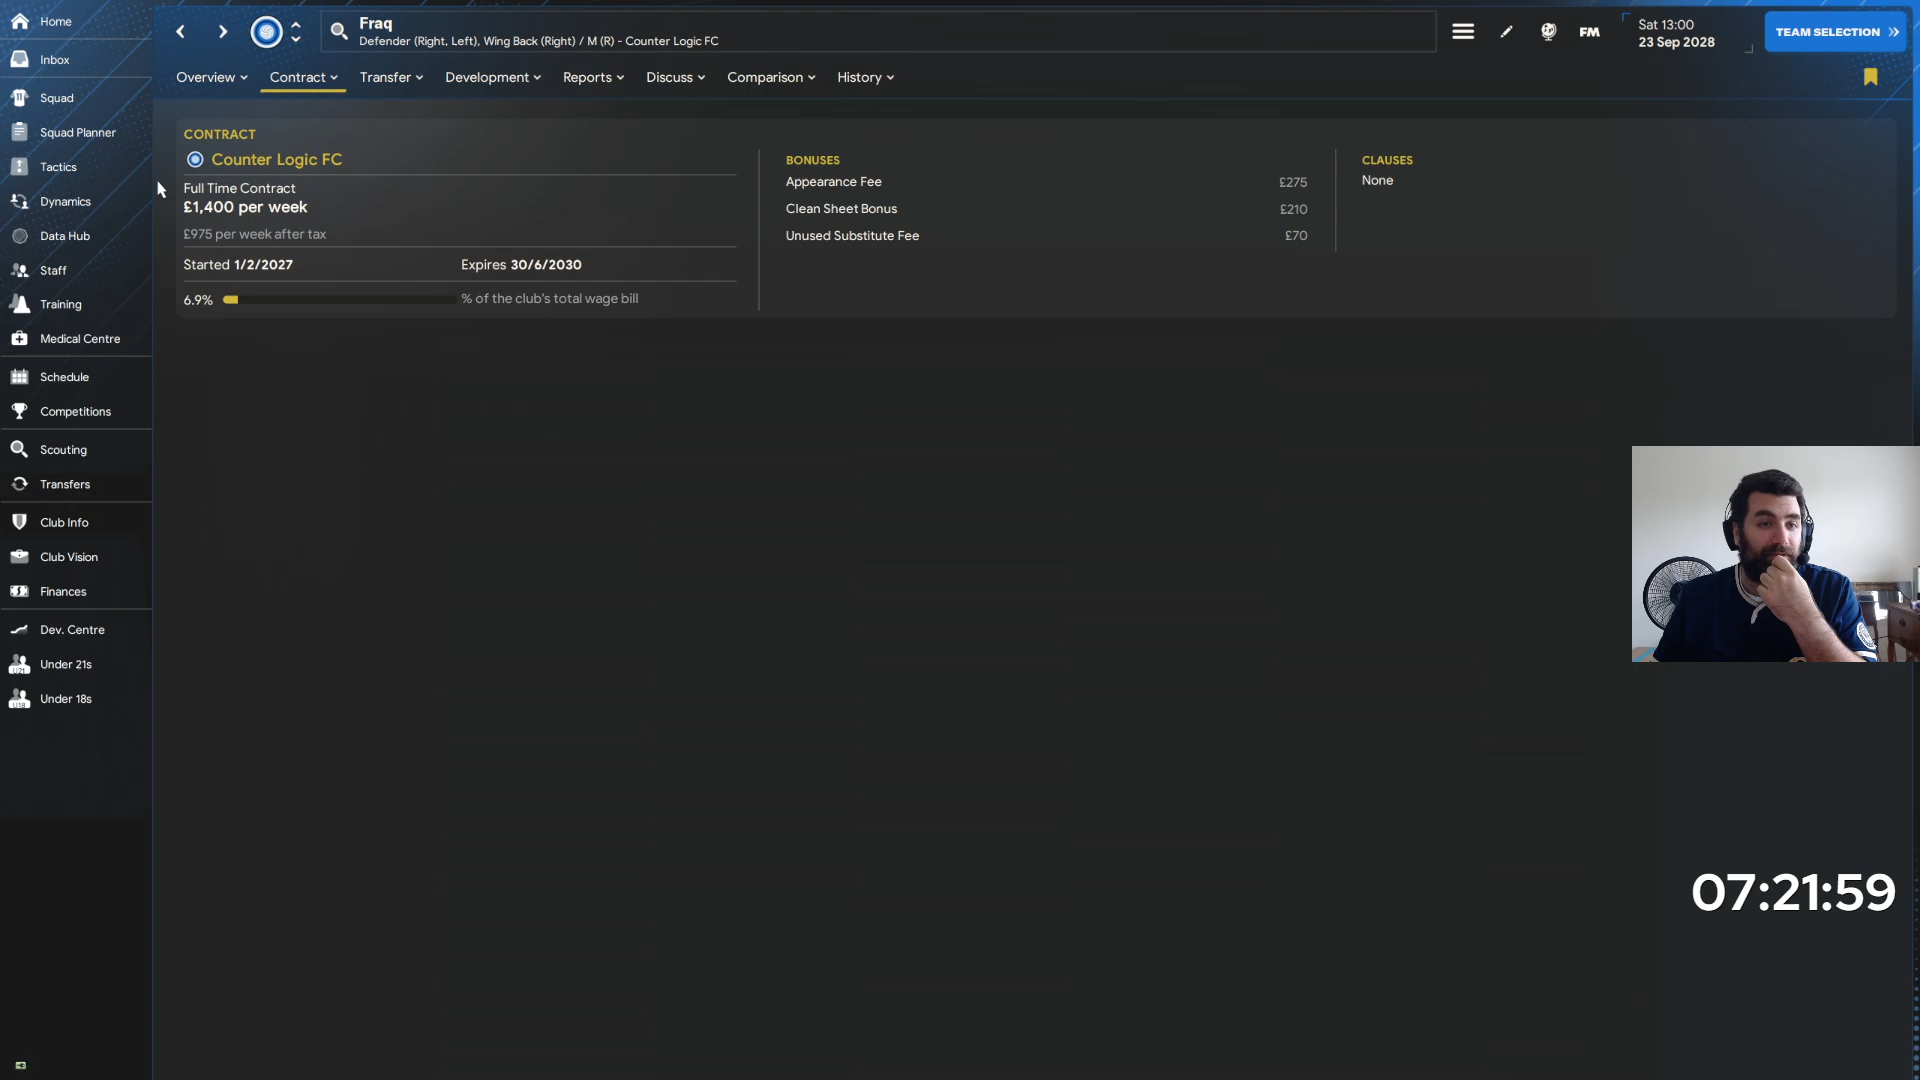 Home
Inbox
Squad
Squad Planner
Tactics
Dynamics
Data Hub
Staff
Training
Medical Centre
Schedule
Competitions
Scouting
Transfers
Club Info
Club Vision
Finances
Dev. Centre
Under 21s
Under 18s
Fraq
Defender (Right, Left), Wing Back (Right) / M (R) - Counter Logic FC
FM
Sat 13:00
23 Sep 2028
TEAM SELECTION
Overview
Contract
Transfer
Development
Reports
Discuss
Comparison
History
CONTRACT
Counter Logic FC
Full Time Contract
£1,400 per week
£975 per week after tax
Started 1/2/2027 Expires 30/6/2030
6.9% % of the club's total wage bill
BONUSES
Appearance Fee £275
Clean Sheet Bonus £210
Unused Substitute Fee £70
CLAUSES
None
07:21:59